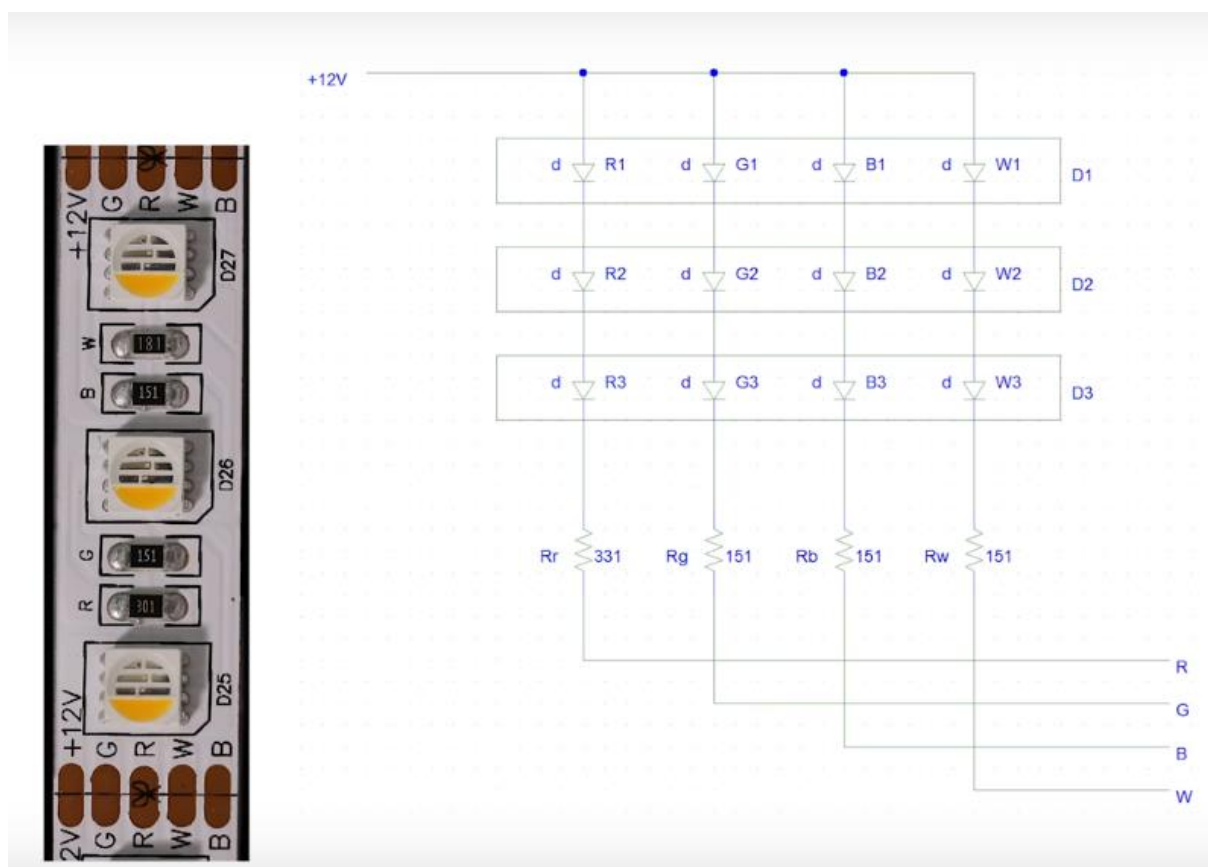 +12V G R W B
D27
W 181
B 151
D26
G 151
R 301
D25
+12V G R W B
2V G R W B
+12V
d R1 d G1 d B1 d W1 D1
d R2 d G2 d B2 d W2 D2
d R3 d G3 d B3 d W3 D3
Rr 331 Rg 151 Rb 151 Rw 151
R
G
B
W